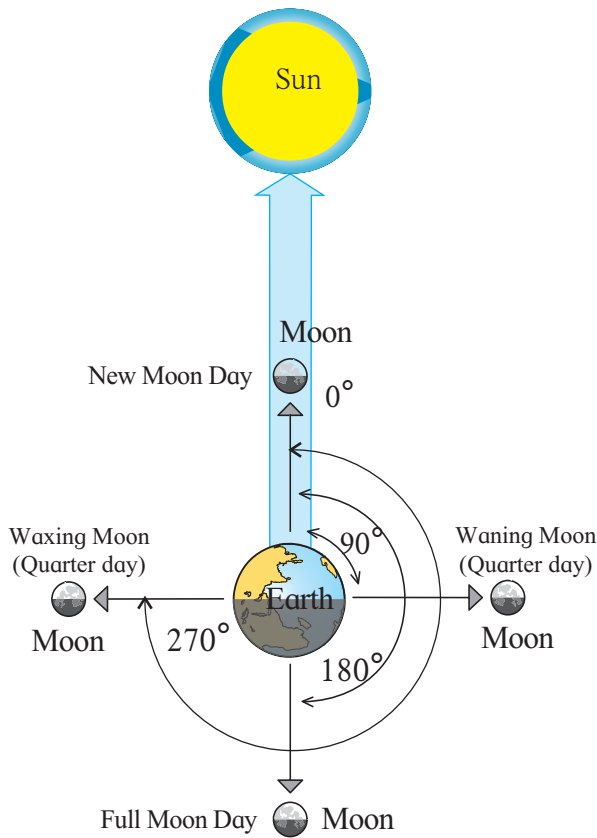 Sun
Moon
New Moon Day
0°
Waxing Moon
(Quarter day)
90°
Waning Moon
(Quarter day)
Earth
Moon
270°
180°
Moon
Full Moon Day
Moon